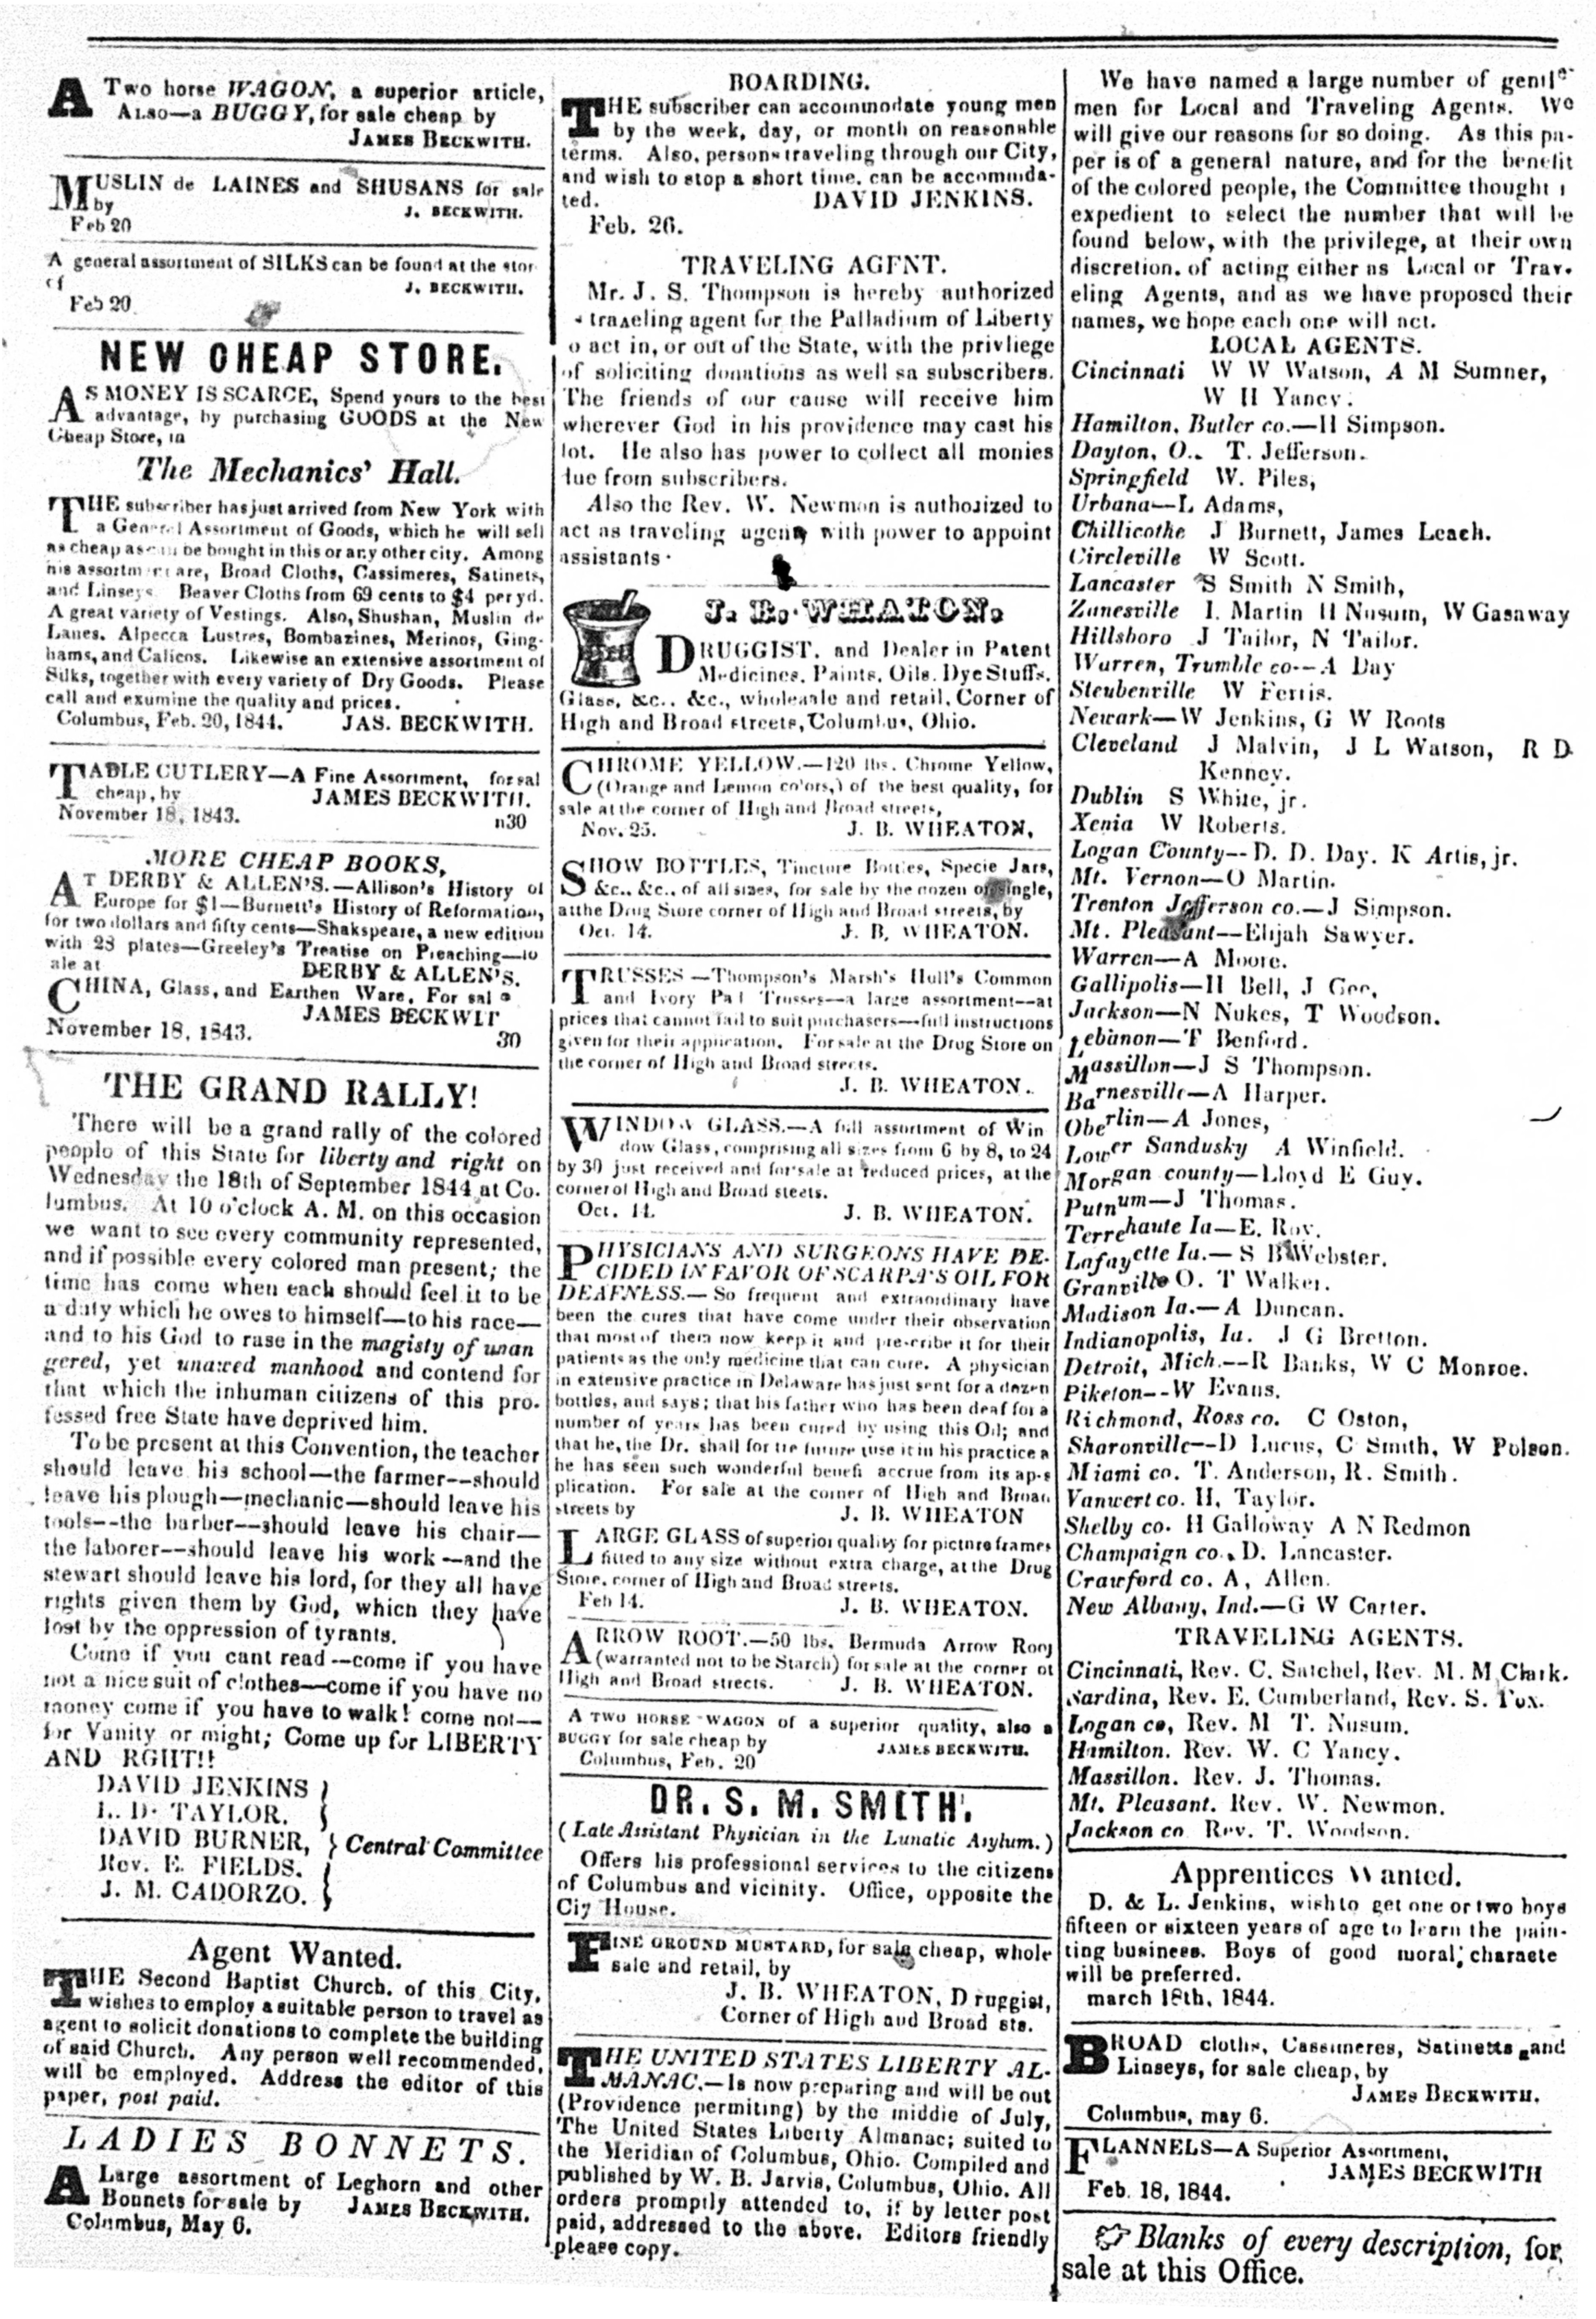 A Two horse WAGON, a superior article,
ALSO—a BUGGY, for sale cheap by
JAMES BECKWITH.
MUSLIN de LAINES and SHUSANS for sale
by J. BECKWITH.
Feb 20
A general assortment of SILKS can be found at the stor
of J. BECKWITH.
Feb 20
NEW CHEAP STORE.
AS MONEY IS SCARCE, Spend yours to the best
advantage, by purchasing GOODS at the New
Cheap Store, in
The Mechanics' Hall.
THE subscriber has just arrived from New York with
a General Assortment of Goods, which he will sell
as cheap as can be bought in this or any other city. Among
his assortment are, Broad Cloths, Cassimeres, Satinets,
and Linseys. Beaver Cloths from 69 cents to $4 per yd.
A great variety of Vestings. Also, Shushan, Muslin de
Lanes. Alpecca Lustres, Bombazines, Merinos, Ging-
hams, and Calicos. Likewise an extensive assortment of
Silks, together with every variety of Dry Goods. Please
call and examine the quality and prices.
Columbus, Feb. 20, 1844. JAS. BECKWITH.
TABLE CUTLERY—A Fine Assortment, for sal
cheap, by JAMES BECKWITH.
November 18, 1843. n30
MORE CHEAP BOOKS,
AT DERBY & ALLEN'S.—Allison's History of
Europe for $1—Burnett's History of Reformation,
for two dollars and fifty cents—Shakspeare, a new edition
with 23 plates—Greeley's Treatise on Preaching—to
ale at DERBY & ALLEN'S.
CHINA, Glass, and Earthen Ware. For sal e
JAMES BECKWIT
November 18, 1843. 30
THE GRAND RALLY!
There will be a grand rally of the colored
people of this State for liberty and right on
Wednesday the 18th of September 1844 at Co-
lumbus. At 10 o'clock A. M. on this occasion
we want to see every community represented,
and if possible every colored man present; the
time has come when each should feel it to be
a duty which he owes to himself—to his race—
and to his God to rase in the magisty of unan
gered, yet unawed manhood and contend for
that which the inhuman citizens of this pro-
fessed free State have deprived him.
To be present at this Convention, the teacher
should leave his school—the farmer--should
leave his plough—mechanic—should leave his
tools--the barber--should leave his chair—
the laborer--should leave his work--and the
stewart should leave his lord, for they all have
rights given them by God, which they have
lost by the oppression of tyrants.
Come if you cant read--come if you have
not a nice suit of clothes—come if you have no
money come if you have to walk! come not—
for Vanity or might; Come up for LIBERTY
AND RGHT!!
DAVID JENKINS
L. D. TAYLOR.
DAVID BURNER, Central Committee
Rev. E. FIELDS.
J. M. CADORZO.
Agent Wanted.
THE Second Baptist Church, of this City,
wishes to employ a suitable person to travel as
agent to solicit donations to complete the building
of said Church. Any person well recommended,
will be employed. Address the editor of this
paper, post paid.
LADIES BONNETS.
A Large assortment of Leghorn and other
Bonnets for sale by JAMES BECKWITH.
Columbus, May 6.
BOARDING.
THE subscriber can accommodate young men
by the week, day, or month on reasonable
terms. Also, persons traveling through our City,
and wish to stop a short time, can be accommda-
ted. DAVID JENKINS.
Feb. 26.
TRAVELING AGENT.
Mr. J. S. Thompson is hereby authorized
traveling agent for the Palladium of Liberty
o act in, or out of the State, with the privliege
of soliciting donations as well sa subscribers.
The friends of our cause will receive him
wherever God in his providence may cast his
lot. He also has power to collect all monies
due from subscribers.
Also the Rev. W. Newman is authorized to
act as traveling agent with power to appoint
assistants.
J. B. WHEATON,
DRUGGIST, and Dealer in Patent
Medicines, Paints, Oils, Dye Stuffs,
Glass, &c., &c., wholesale and retail. Corner of
High and Broad streets, Columbus, Ohio.
CHROME YELLOW.—120 lbs. Chrome Yellow,
(Orange and Lemon colors,) of the best quality, for
sale at the corner of High and Broad streets,
Nov. 25. J. B. WHEATON,
SHOW BOTTLES, Tincture Bottles, Specie Jars,
&c., &c., of all sizes, for sale by the dozen or single,
at the Drug Store corner of High and Broad streets, by
Oct. 14. J. B. WHEATON.
TRUSSES—Thompson's Marsh's Hull's Common
and Ivory Pad Trusses—a large assortment—at
prices that cannot fail to suit purchasers—full instructions
given for their application. For sale at the Drug Store on
the corner of High and Broad streets.
J. B. WHEATON.
WINDOW GLASS.—A full assortment of Win
dow Glass, comprising all sizes from 6 by 8, to 24
by 30 just received and for sale at reduced prices, at the
corner of High and Broad steets.
Oct. 14. J. B. WHEATON.
PHYSICIANS AND SURGEONS HAVE DE-
CIDED IN FAVOR OF SCARPA'S OIL FOR
DEAFNESS.—So frequent and extraordinary have
been the cures that have come under their observation
that most of them now keep it and prescribe it for their
patients as the only medicine that can cure. A physician
in extensive practice in Delaware has just sent for a dozen
bottles, and says; that his father who has been deaf for a
number of years has been cured by using this Oil; and
that he, the Dr. shall for the future tuse it in his practice a
he has seen such wonderful benefi accrue from its ap-s
plication. For sale at the corner of High and Broad
streets by J. B. WHEATON
LARGE GLASS of superior quality for picture frames
fitted to any size without extra charge, at the Drug
Store, corner of High and Broad streets.
Feb 14. J. B. WHEATON.
ARROW ROOT.—50 lbs. Bermuda Arrow Rooj
(warranted not to be Starch) for sale at the corner of
High and Broad streets. J. B. WHEATON.
A TWO HORSE WAGON of a superior quality, also a
BUGGY for sale cheap by JAMES BECKWITH.
Columbus, Feb. 20
DR. S. M. SMITH.
(Late Assistant Physician in the Lunatic Asylum.)
Offers his professional services to the citizens
of Columbus and vicinity. Office, opposite the
City House.
FINE GROUND MUSTARD, for sale cheap, whole
sale and retail, by
J. B. WHEATON, Druggist,
Corner of High and Broad sts.
THE UNITED STATES LIBERTY AL-
MANAC.—Is now preparing and will be out
(Providence permiting) by the middle of July,
The United States Liberty Almanac; suited to
the Meridian of Columbus, Ohio. Compiled and
published by W. B. Jarvis, Columbus, Ohio. All
orders promptly attended to, if by letter post
paid, addressed to the above. Editors friendly
please copy.
We have named a large number of gentle
men for Local and Traveling Agents. We
will give our reasons for so doing. As this pa-
per is of a general nature, and for the benefit
of the colored people, the Committee thought i
expedient to select the number that will be
found below, with the privilege, at their own
discretion, of acting either as Local or Trav-
eling Agents, and as we have proposed their
names, we hope each one will act.
LOCAL AGENTS.
Cincinnati W W Watson, A M Sumner,
W H Yancy.
Hamilton, Butler co.—H Simpson.
Dayton, O.. T. Jefferson.
Springfield W. Piles,
Urbana—L Adams,
Chillicothe J Burnett, James Leach.
Circleville W Scott.
Lancaster S Smith N Smith,
Zanesville I. Martin H Nusum, W Gasaway
Hillsboro J Tailor, N Tailor.
Warren, Trumble co--A Day
Steubenville W Ferris.
Newark—W Jenkins, G W Roots
Cleveland J Malvin, J L Watson, R D
Kenney.
Dublin S White, jr.
Xenia W Roberts.
Logan County--D. D. Day. K Artis, jr.
Mt. Vernon—O Martin.
Trenton Jefferson co.—J Simpson.
Mt. Pleasant—Elijah Sawyer.
Warren—A Moore.
Gallipolis—H Bell, J Gee,
Jackson—N Nukes, T Woodson.
Lebanon—T Benford.
Massillon—J S Thompson.
Barnesville—A Harper.
Oberlin—A Jones,
Lower Sandusky A Winfield.
Morgan county—Lloyd E Guy.
Putnum—J Thomas.
Terrehaute Ia—E. Roy.
Lafayette Ia.—S B Webster.
Granville O. T Walker.
Madison Ia.—A Duncan.
Indianopolis, Ia. J G Bretton.
Detroit, Mich.--R Banks, W C Monroe.
Piketon--W Evans.
Richmond, Ross co. C Oston,
Sharonville--D Lucus, C Smith, W Polson.
Miami co. T. Anderson, R. Smith.
Vanwert co. H, Taylor.
Shelby co. H Galloway A N Redmon
Champaign co. D. Lancaster.
Crawford co. A, Allen.
New Albany, Ind.—G W Carter.
TRAVELING AGENTS.
Cincinnati, Rev. C. Satchel, Rev. M. M Clark.
Sardina, Rev. E. Cumberland, Rev. S. Fox.
Logan co, Rev. M T. Nusum.
Hamilton. Rev. W. C Yancy.
Massillon. Rev. J. Thomas.
Mt. Pleasant. Rev. W. Newmon.
Jackson co Rev. T. Woodson.
Apprentices Wanted.
D. & L. Jenkins, wish to get one or two boys
fifteen or sixteen years of age to learn the pain-
ting business. Boys of good moral, characte
will be preferred.
march 18th, 1844.
BROAD cloths, Cassimeres, Satinetts and
Linseys, for sale cheap, by
JAMES BECKWITH.
Columbus, may 6.
FLANNELS—A Superior Assortment,
JAMES BECKWITH
Feb. 18, 1844.
☞ Blanks of every description, for
sale at this Office.